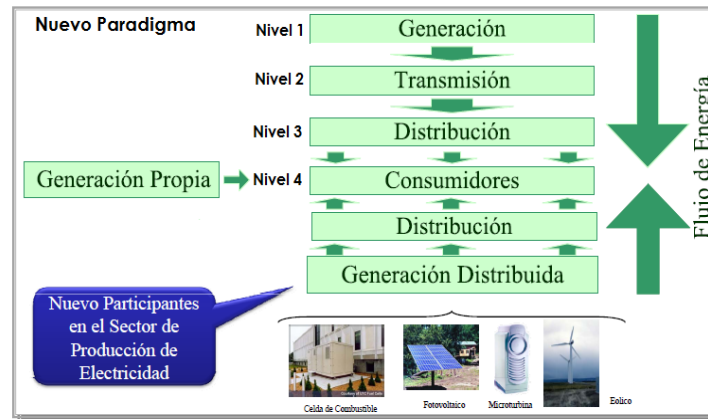 Nuevo Paradigma
Nivel 1
Generación
Nivel 2
Transmisión
Nivel 3
Distribución
Generación Propia
Nivel 4
Consumidores
Distribución
Generación Distribuida
Flujo de Energía
Nuevo Participantes
en el Sector de
Producción de
Electricidad
Celda de Combustible
Fotovoltaico
Microturbina
Eolico